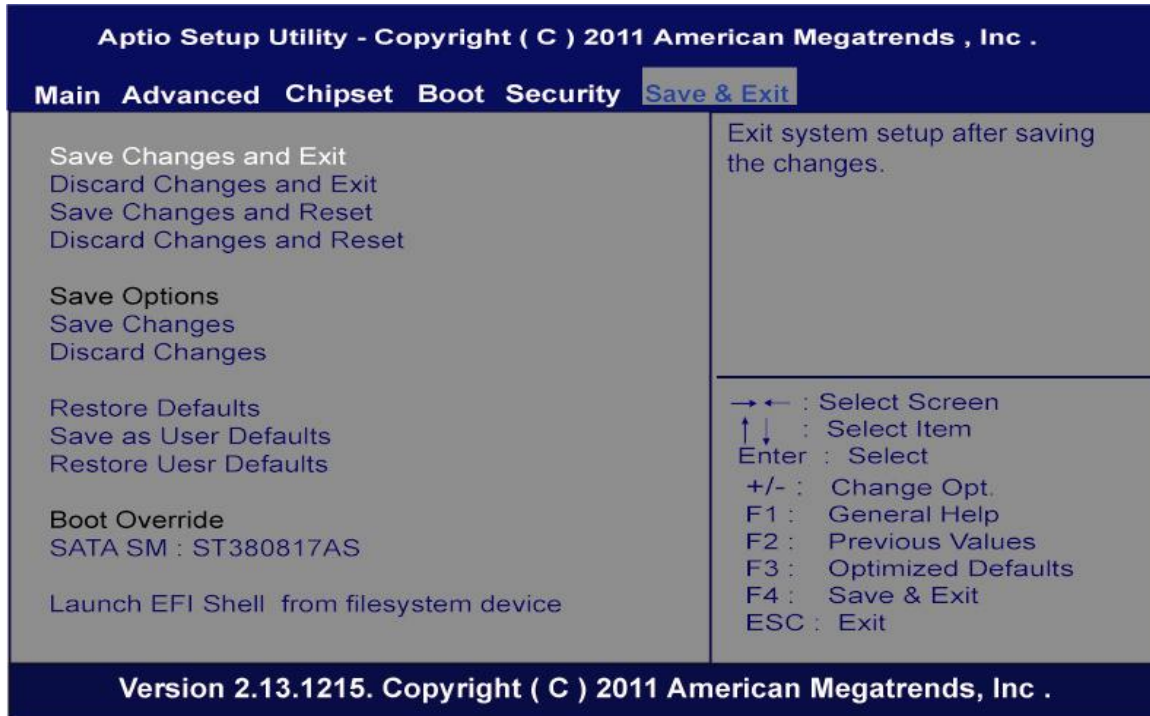 Aptio Setup Utility - Copyright ( C ) 2011 American Megatrends , Inc .
Main Advanced Chipset Boot Security Save & Exit
Save Changes and Exit
Discard Changes and Exit
Save Changes and Reset
Discard Changes and Reset
Save Options
Save Changes
Discard Changes
Restore Defaults
Save as User Defaults
Restore Uesr Defaults
Boot Override
SATA SM : ST380817AS
Launch EFI Shell from filesystem device
Exit system setup after saving
the changes.
→ ← : Select Screen
↑ ↓ : Select Item
Enter : Select
+/- : Change Opt.
F1 : General Help
F2 : Previous Values
F3 : Optimized Defaults
F4 : Save & Exit
ESC : Exit
Version 2.13.1215. Copyright ( C ) 2011 American Megatrends, Inc .